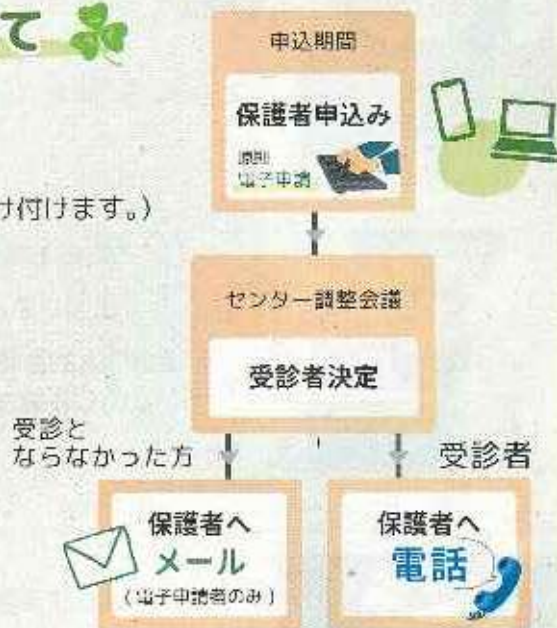 て
申込期間
保護者申込み
原則
電子申請
け付けます。)
センター調整会議
受診者決定
受診と
ならなかった方
受診者
保護者へ
メール
(電子申請者のみ)
保護者へ
電話